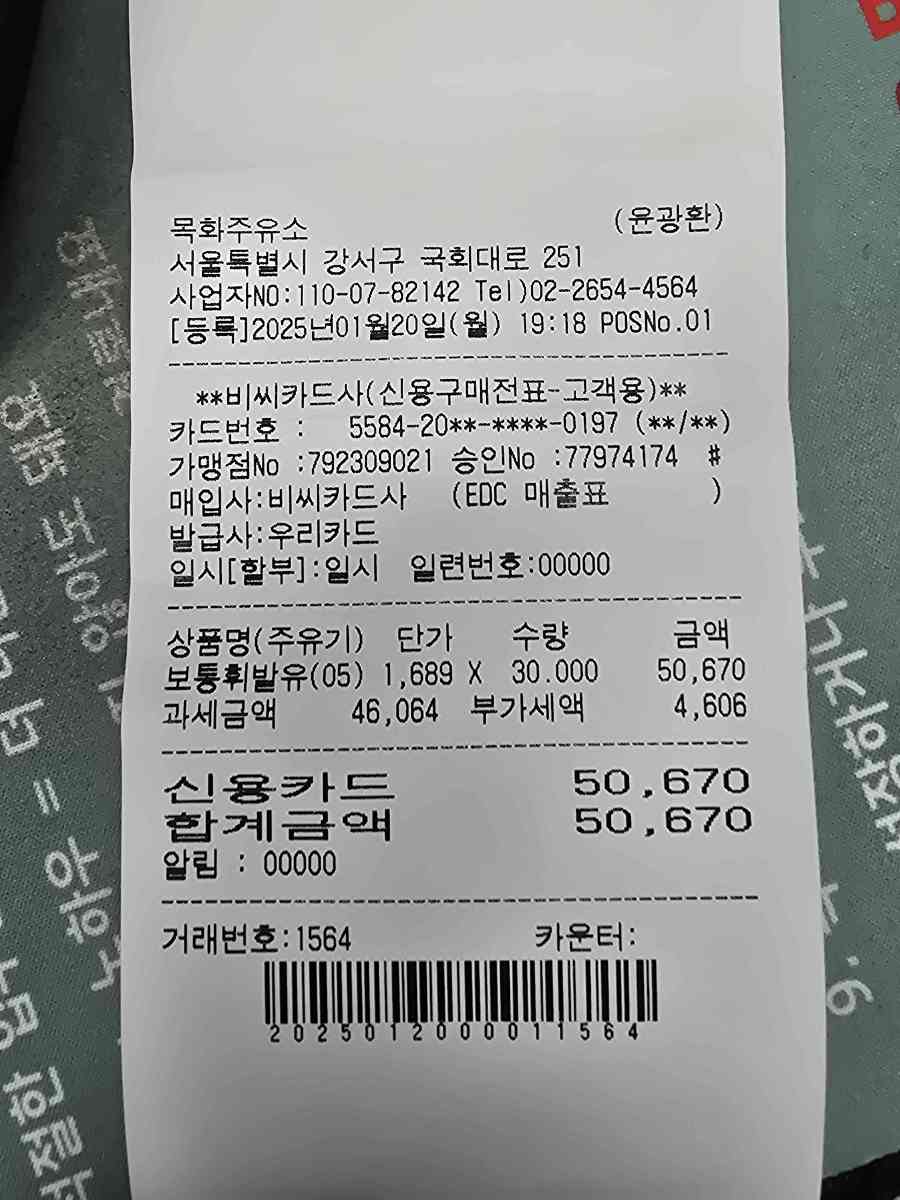 목화주유소 (윤광환)
서울특별시 강서구 국회대로 251
사업자NO:110-07-82142 Tel)02-2654-4564
[등록]2025년01월20일(월) 19:18 POSNo.01
**비씨카드사(신용구매전표-고객용)**
카드번호 : 5584-20**-****-0197 (**/**)
가맹점No :792309021 승인No :77974174 #
매입사:비씨카드사 (EDC 매출표 )
발급사:우리카드
일시[할부]:일시 일련번호:00000
상품명(주유기) 단가 수량 금액
보통휘발유(05) 1,689 X 30.000 50,670
과세금액 46,064 부가세액 4,606
신용카드 50,670
합계금액 50,670
알림 : 00000
거래번호:1564 카운터:
2025012000011564